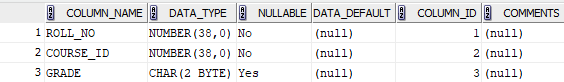 COLUMN_NAME DATA_TYPE NULLABLE DATA_DEFAULT COLUMN_ID COMMENTS
1 ROLL_NO NUMBER(38,0) No (null) 1 (null)
2 COURSE_ID NUMBER(38,0) No (null) 2 (null)
3 GRADE CHAR(2 BYTE) Yes (null) 3 (null)